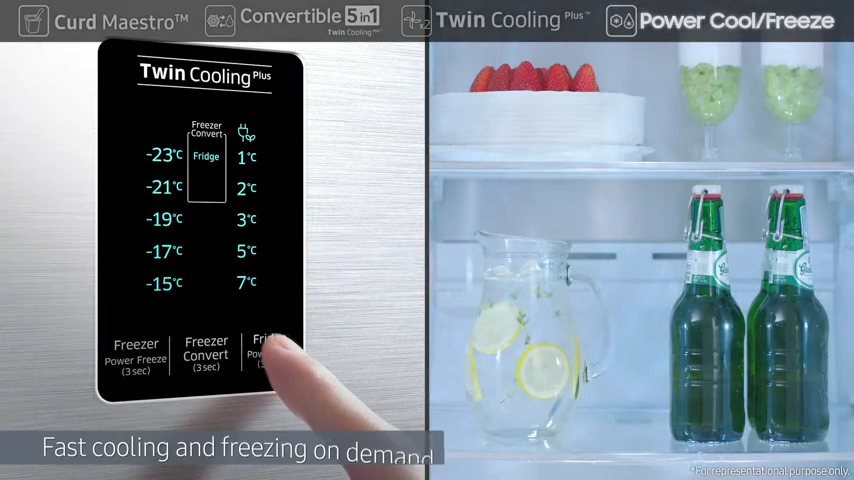 Curd Maestro™
Convertible 5in1
Twin Cooling™
x2
Twin Cooling Plus™
Power Cool/Freeze
Twin Cooling Plus
Freezer
Convert
-23°C Fridge 1°C
-21°C 2°C
-19°C 3°C
-17°C 5°C
-15°C 7°C
Freezer
Power Freeze
(3 sec)
Freezer
Convert
(3 sec)
Fast cooling and freezing on demand
*For representational purpose only.